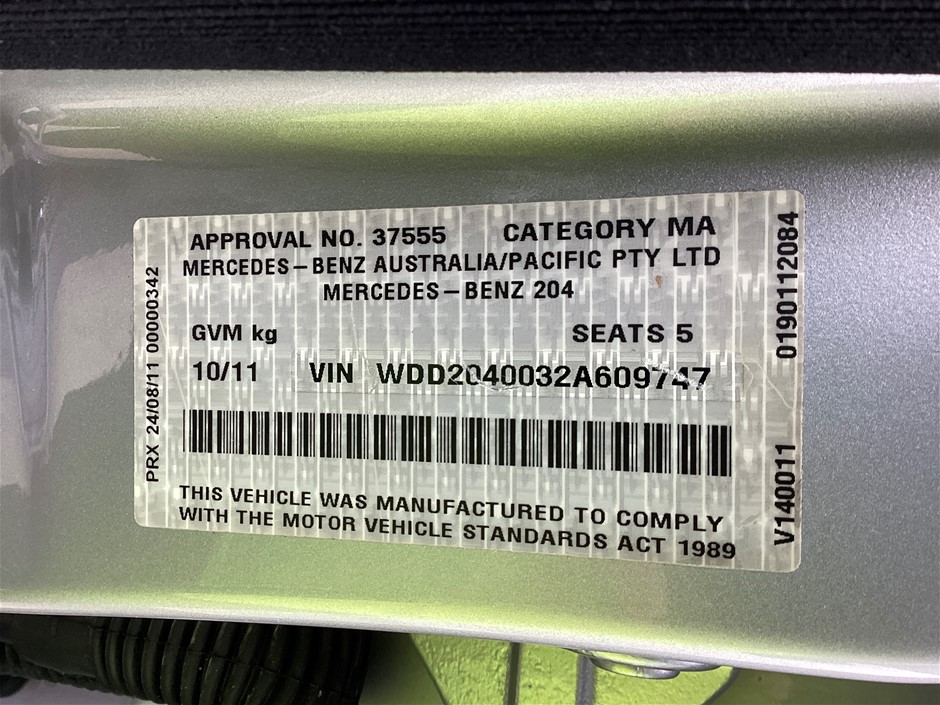 APPROVAL NO. 37555 CATEGORY MA
MERCEDES-BENZ AUSTRALIA/PACIFIC PTY LTD
MERCEDES-BENZ 204
GVM kg SEATS 5
10/11 VIN WDD2040032A609747
THIS VEHICLE WAS MANUFACTURED TO COMPLY
WITH THE MOTOR VEHICLE STANDARDS ACT 1989
PRX 24/08/11 00000342
V140011 0190112084